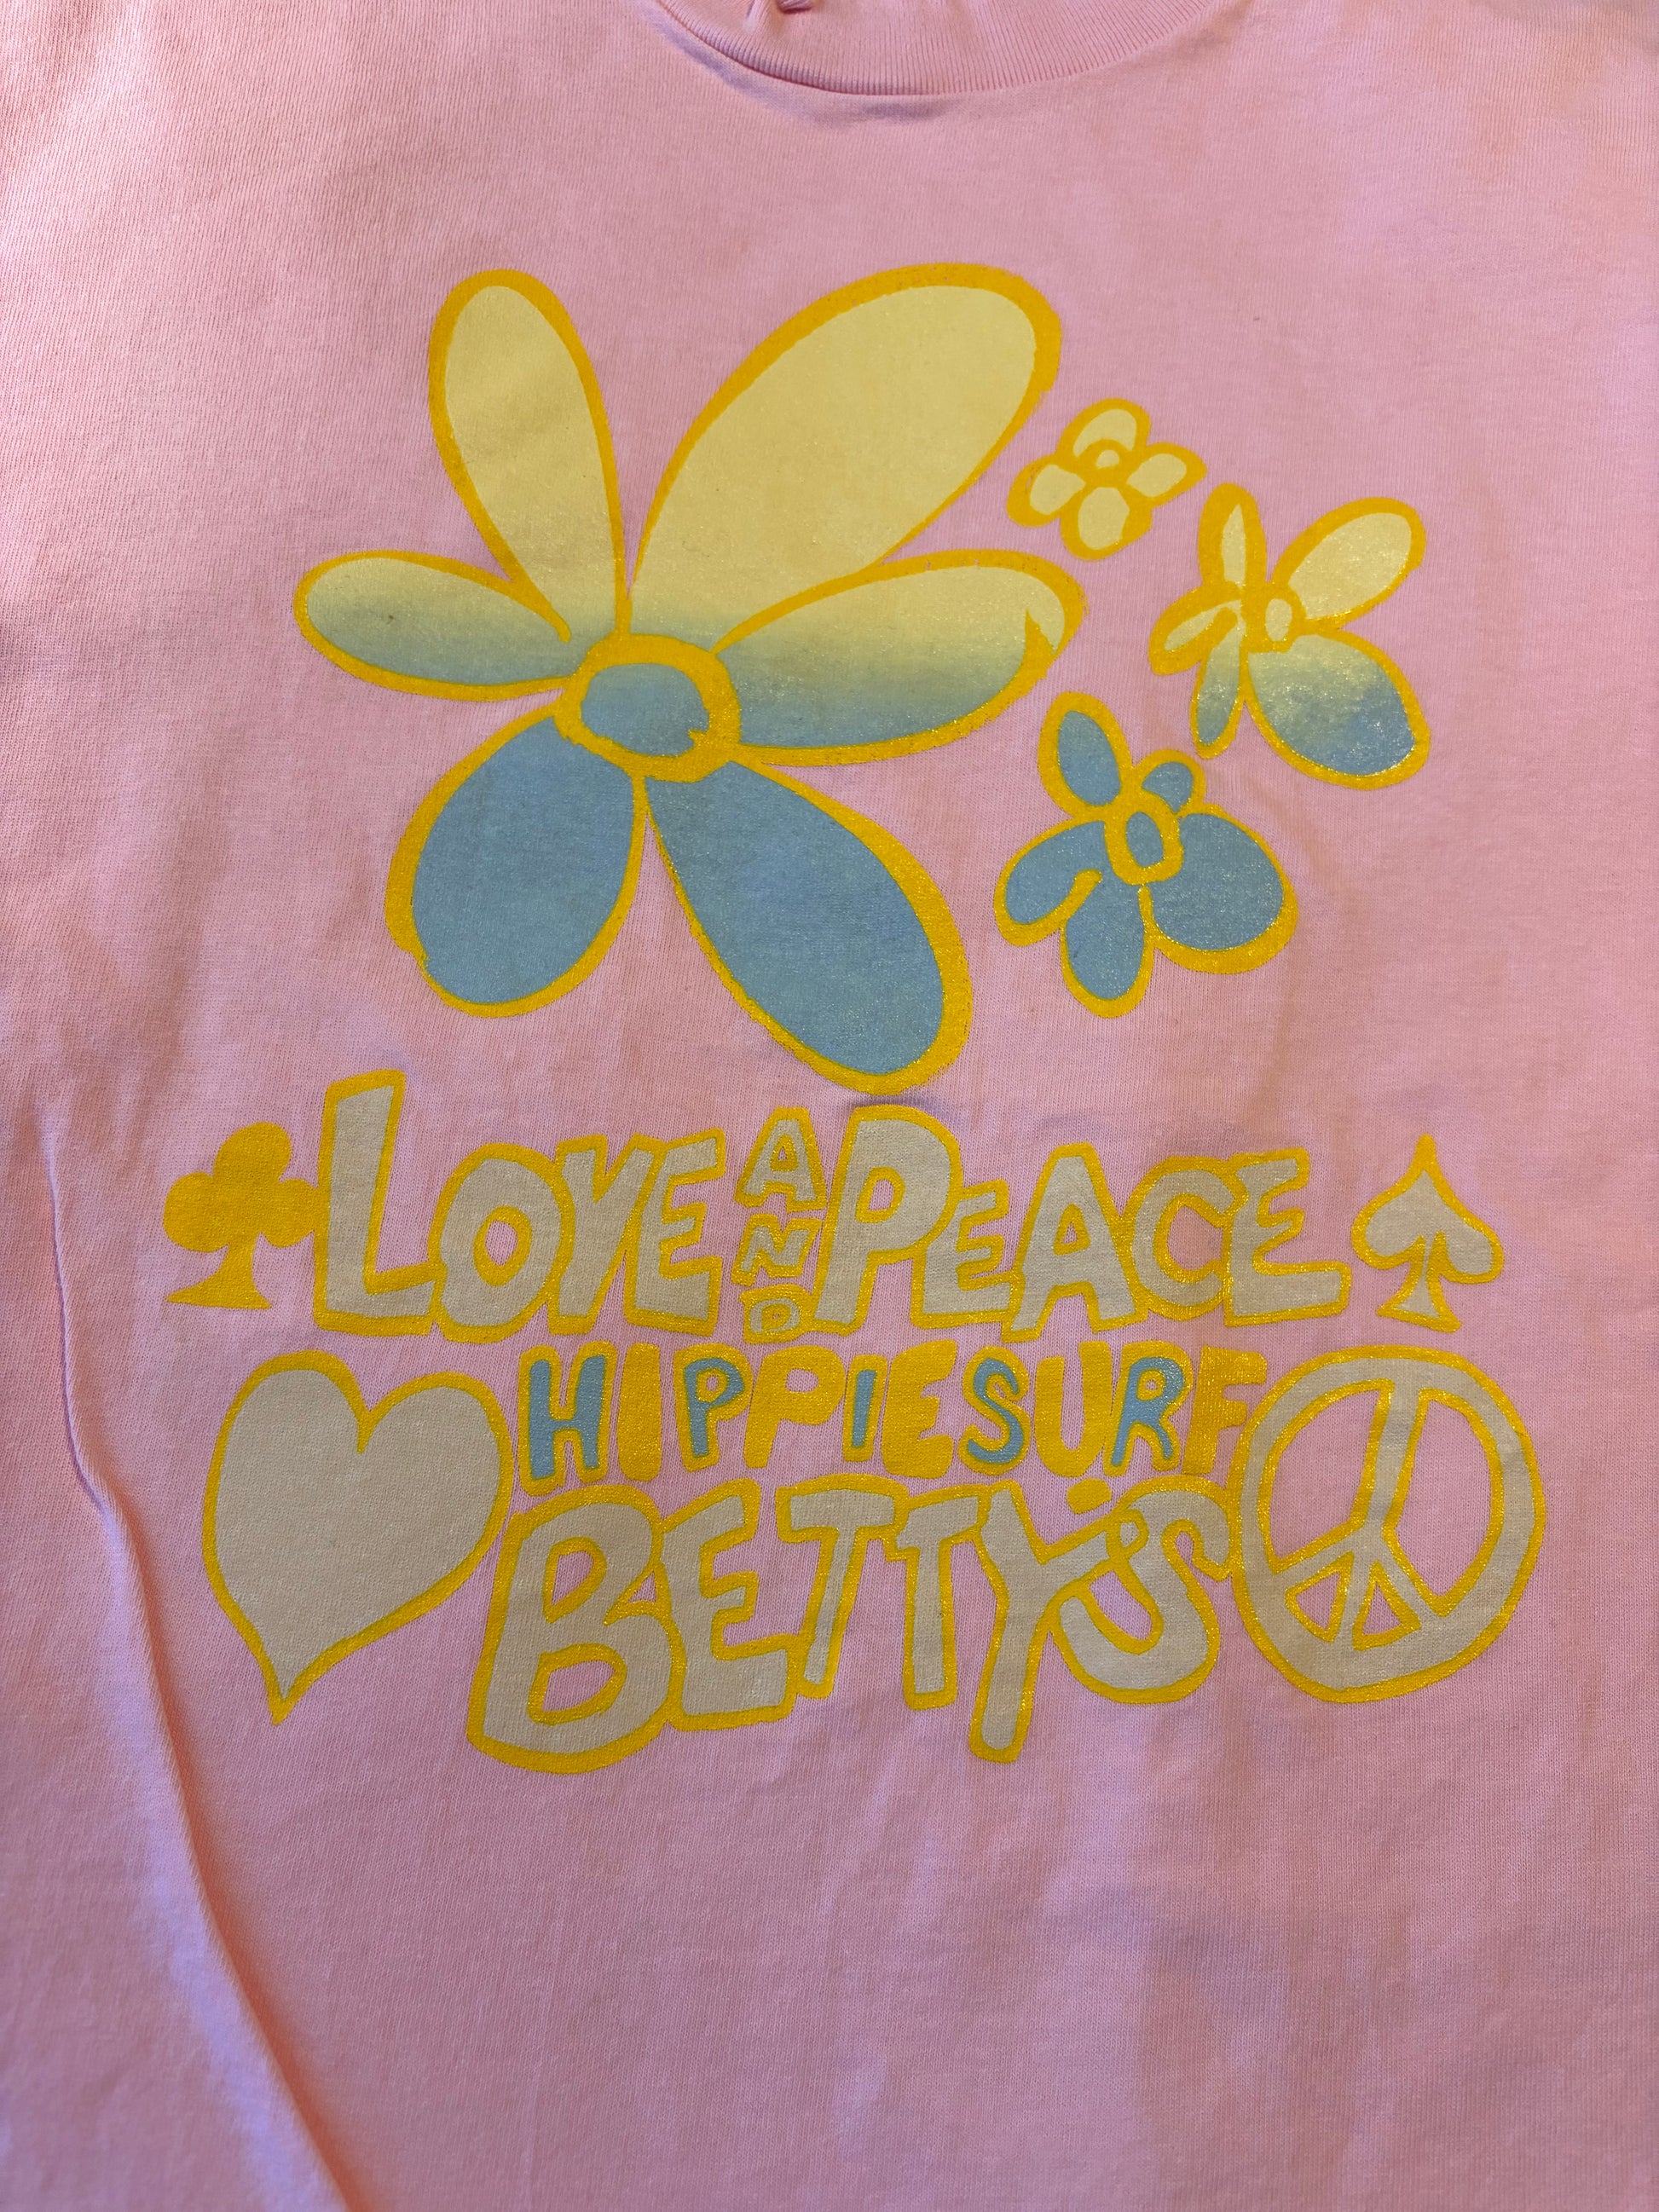 LOVE AND PEACE
HIPPIESURF
BETTY'S